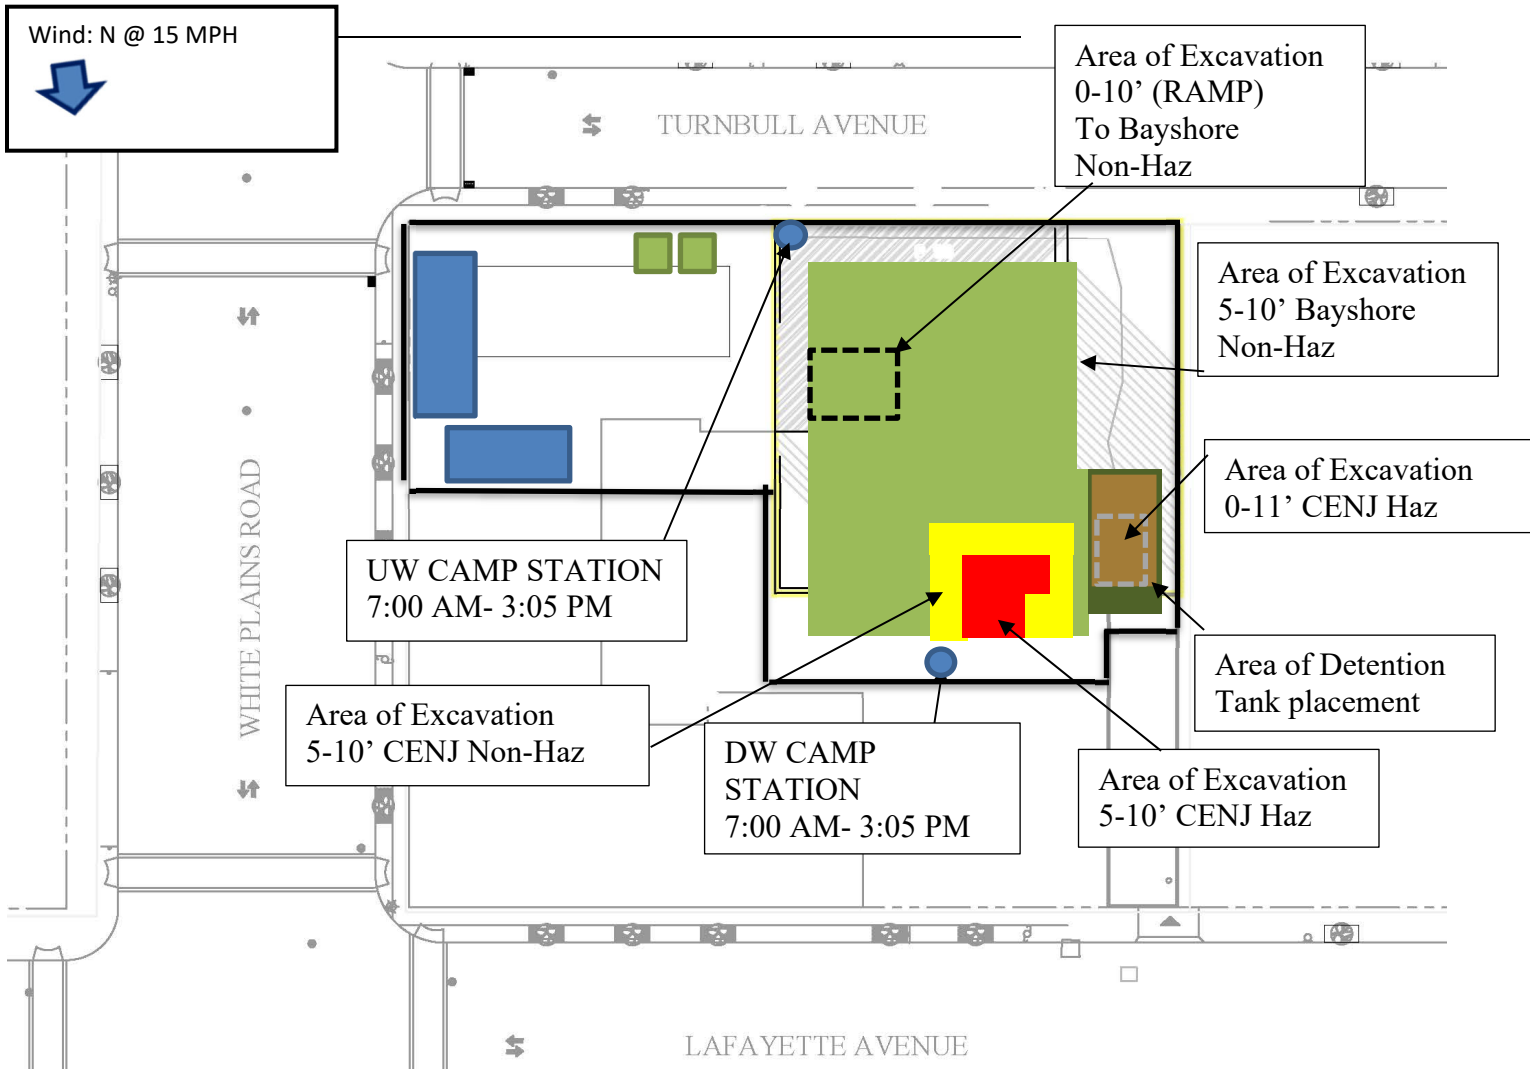 Wind: N @ 15 MPH
Area of Excavation
0-10’ (RAMP)
To Bayshore
Non-Haz
TURNBULL AVENUE
Area of Excavation
5-10’ Bayshore
Non-Haz
Area of Excavation
0-11’ CENJ Haz
WHITE PLAINS ROAD
UW CAMP STATION
7:00 AM- 3:05 PM
Area of Detention
Tank placement
Area of Excavation
5-10’ CENJ Non-Haz
DW CAMP
STATION
7:00 AM- 3:05 PM
Area of Excavation
5-10’ CENJ Haz
LAFAYETTE AVENUE